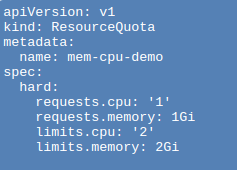 apiVersion: v1
kind: ResourceQuota
metadata:
  name: mem-cpu-demo
spec:
  hard:
    requests.cpu: '1'
    requests.memory: 1Gi
    limits.cpu: '2'
    limits.memory: 2Gi